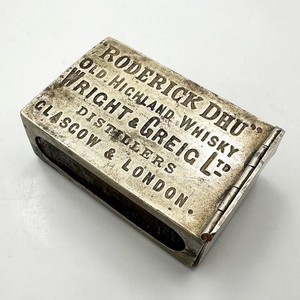 "RODERICK DHU"
OLD HIGHLAND WHISKY
WRIGHT & GREIG LTD
DISTILLERS
GLASGOW & LONDON.